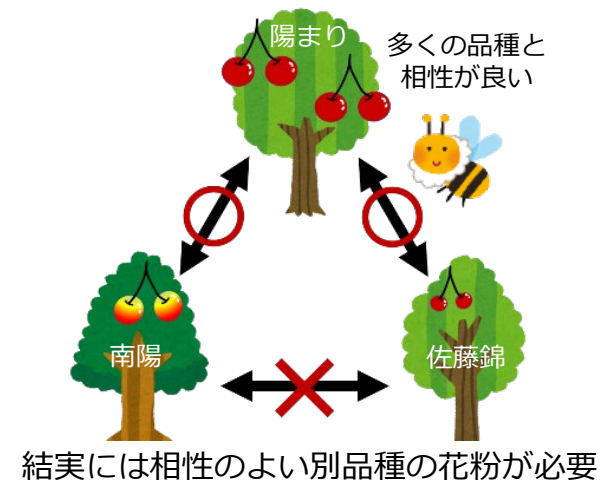 陽まり
多くの品種と
相性が良い
南陽
佐藤錦
結実には相性のよい別品種の花粉が必要